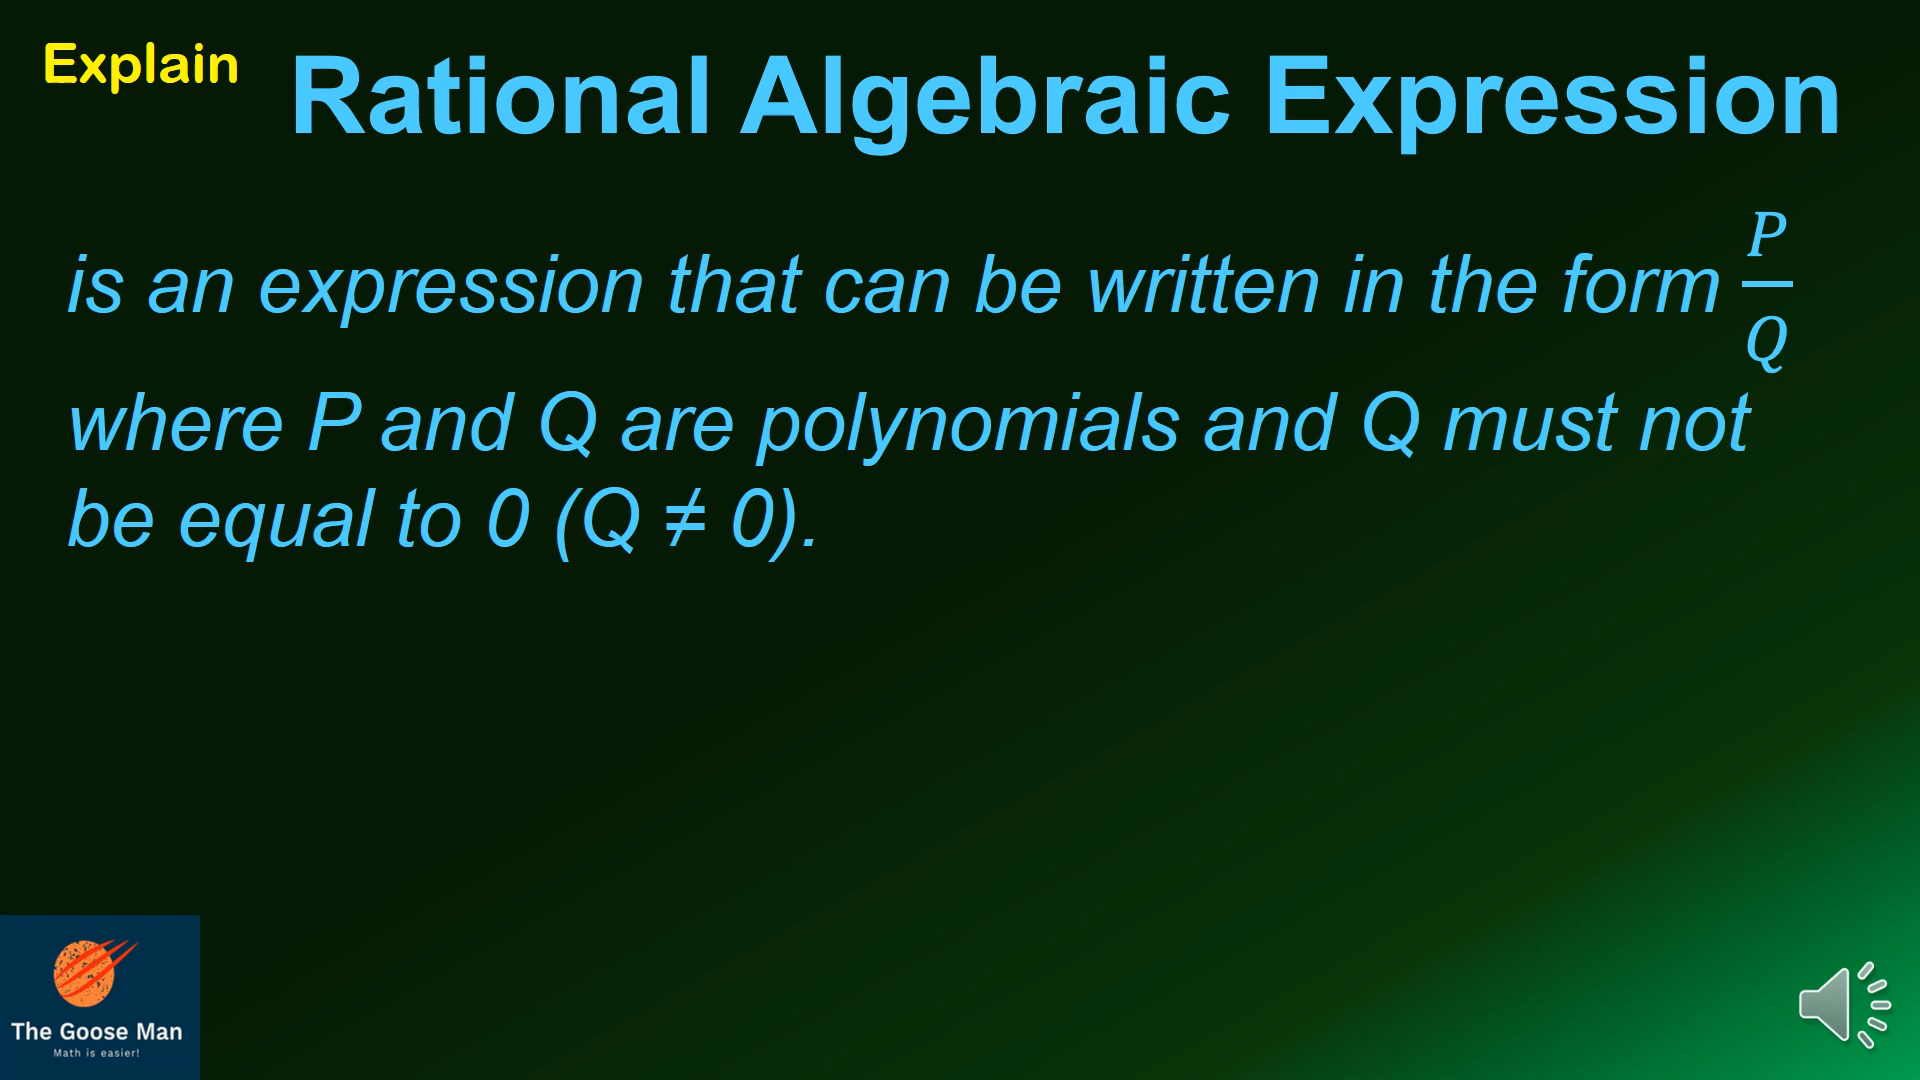 Explain
Rational Algebraic Expression
is an expression that can be written in the form P/Q
where P and Q are polynomials and Q must not
be equal to 0 (Q ≠ 0).
The Goose Man
Math is easier!